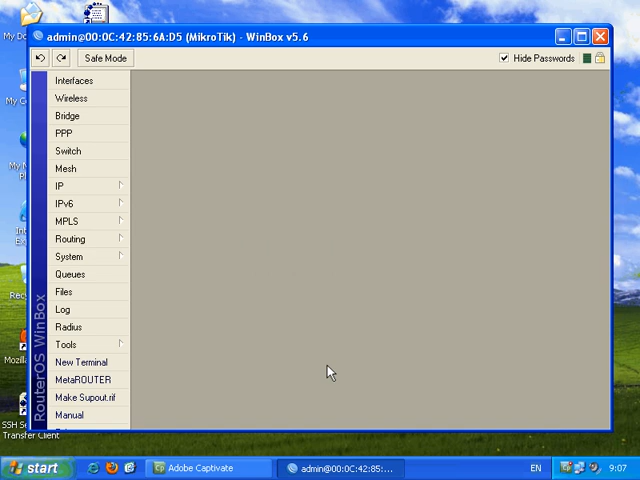 My Do
admin@00:0C:42:85:6A:D5 (MikroTik) - WinBox v5.6
Safe Mode
Hide Passwords
Interfaces
Wireless
Bridge
PPP
Switch
Mesh
IP
IPv6
MPLS
Routing
System
Queues
Files
Log
Radius
Tools
New Terminal
MetaROUTER
Make Supout.rif
Manual
RouterOS WinBox
My C
My N
Pl
Int
Ex
Recy
Mozil
SSH Se
Transfer Client
start
Adobe Captivate
admin@00:0C:42:85:...
EN
9:07